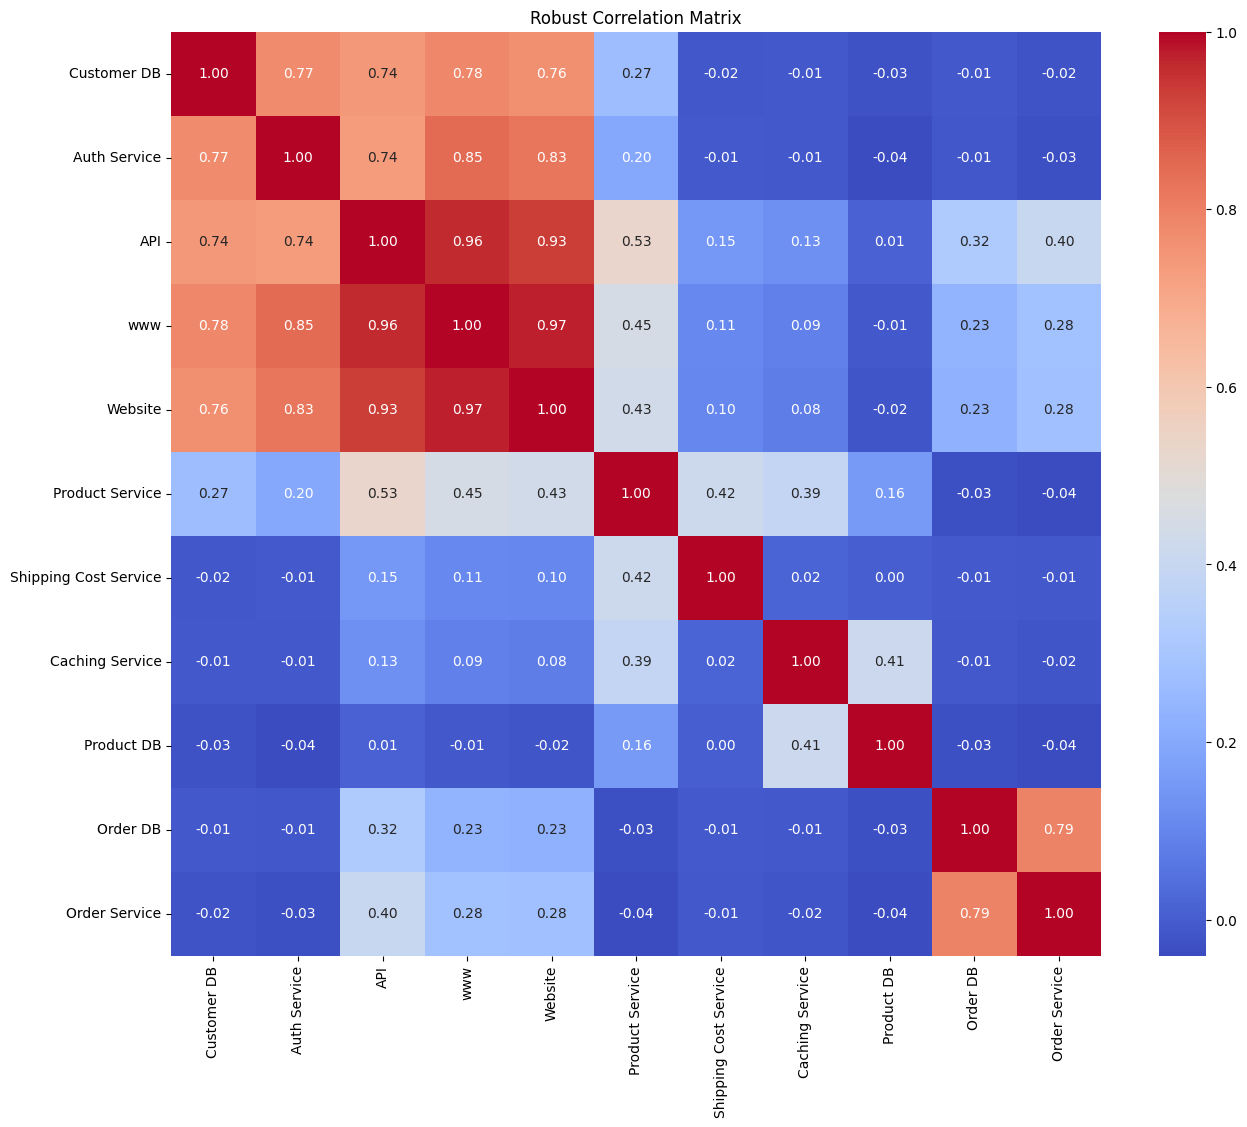 Robust Correlation Matrix
Customer DB 1.00 0.77 0.74 0.78 0.76 0.27 -0.02 -0.01 -0.03 -0.01 -0.02
Auth Service 0.77 1.00 0.74 0.85 0.83 0.20 -0.01 -0.01 -0.04 -0.01 -0.03
API 0.74 0.74 1.00 0.96 0.93 0.53 0.15 0.13 0.01 0.32 0.40
www 0.78 0.85 0.96 1.00 0.97 0.45 0.11 0.09 -0.01 0.23 0.28
Website 0.76 0.83 0.93 0.97 1.00 0.43 0.10 0.08 -0.02 0.23 0.28
Product Service 0.27 0.20 0.53 0.45 0.43 1.00 0.42 0.39 0.16 -0.03 -0.04
Shipping Cost Service -0.02 -0.01 0.15 0.11 0.10 0.42 1.00 0.02 0.00 -0.01 -0.01
Caching Service -0.01 -0.01 0.13 0.09 0.08 0.39 0.02 1.00 0.41 -0.01 -0.02
Product DB -0.03 -0.04 0.01 -0.01 -0.02 0.16 0.00 0.41 1.00 -0.03 -0.04
Order DB -0.01 -0.01 0.32 0.23 0.23 -0.03 -0.01 -0.01 -0.03 1.00 0.79
Order Service -0.02 -0.03 0.40 0.28 0.28 -0.04 -0.01 -0.02 -0.04 0.79 1.00
Customer DB
Auth Service
API
www
Website
Product Service
Shipping Cost Service
Caching Service
Product DB
Order DB
Order Service
1.0
0.8
0.6
0.4
0.2
0.0